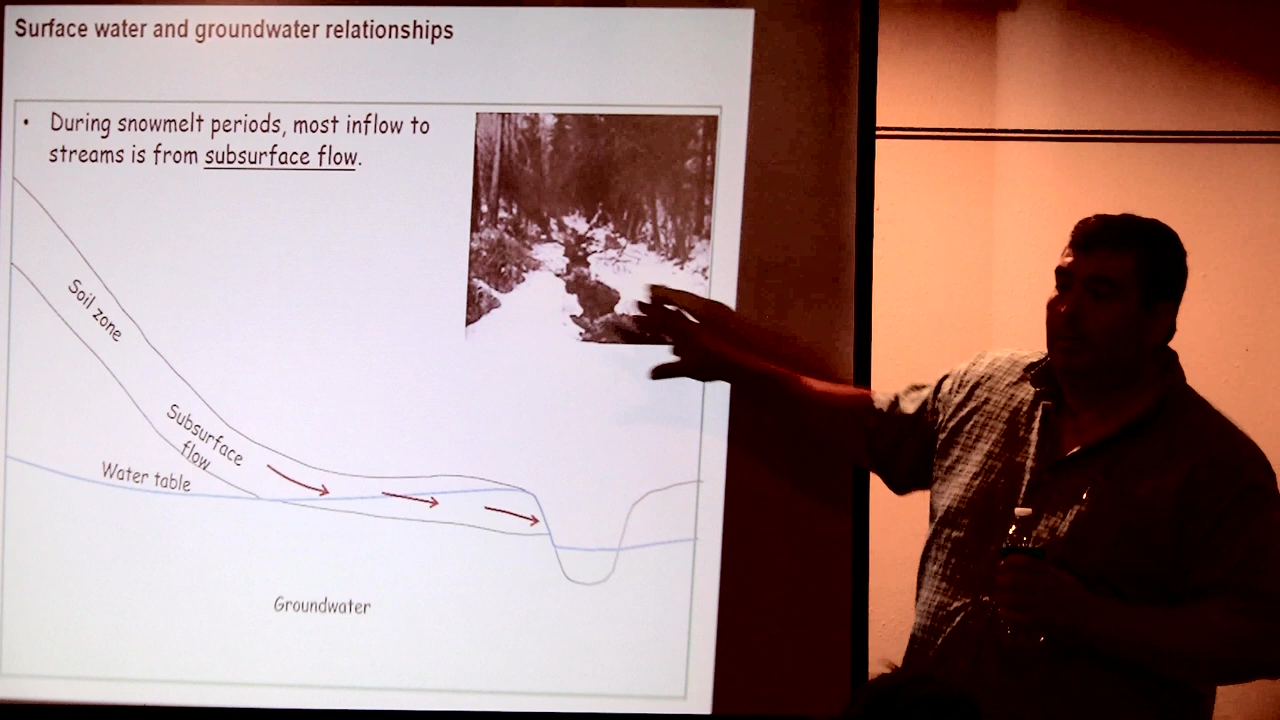 Surface water and groundwater relationships
• During snowmelt periods, most inflow to
streams is from subsurface flow.
Soil zone
Subsurface
flow
Water table
Groundwater